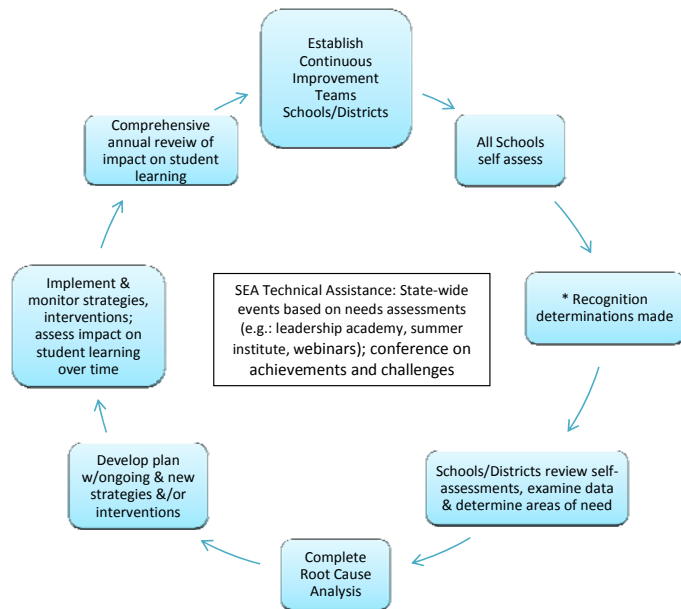 Establish
Continuous
Improvement
Teams
Schools/Districts
All Schools
self assess
* Recognition
determinations made
Schools/Districts review self-
assessments, examine data
& determine areas of need
Complete
Root Cause
Analysis
Develop plan
w/ongoing & new
strategies &/or
interventions
Implement &
monitor strategies,
interventions;
assess impact on
student learning
over time
Comprehensive
annual reveiw of
impact on student
learning
SEA Technical Assistance: State-wide
events based on needs assessments
(e.g.: leadership academy, summer
institute, webinars); conference on
achievements and challenges